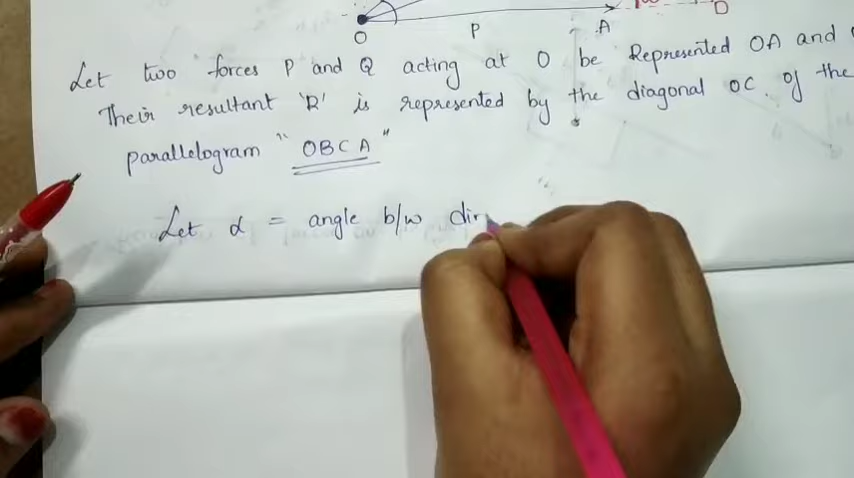 O
P
A
D
Let two forces P and Q acting at O be Represented OA and
Their resultant 'R' is represented by the diagonal OC. of the
parallelogram "OBCA"
Let α = angle b/w dir